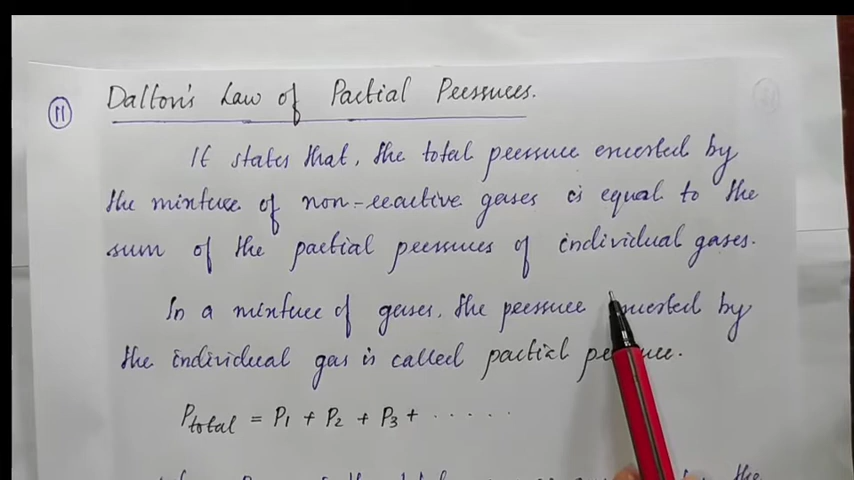 11
Dalton's Law of Partial Pressures.
It states that, the total pressure exerted by
the mixture of non-reactive gases is equal to the
sum of the partial pressures of individual gases.
In a mixture of gases, the pressure exerted by
the individual gas is called partial pressure.
P_total = P₁ + P₂ + P₃ + . . . . . .
the